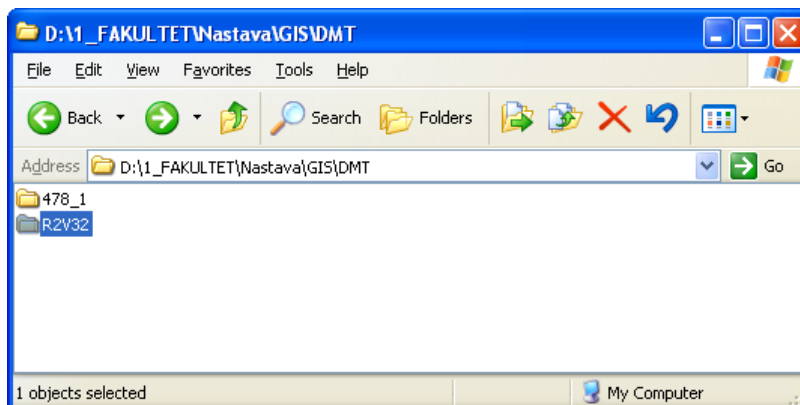 D:\1_FAKULTET\Nastava\GIS\DMT
File Edit View Favorites Tools Help
Back Search Folders
Address D:\1_FAKULTET\Nastava\GIS\DMT Go
478_1
R2V32
1 objects selected My Computer